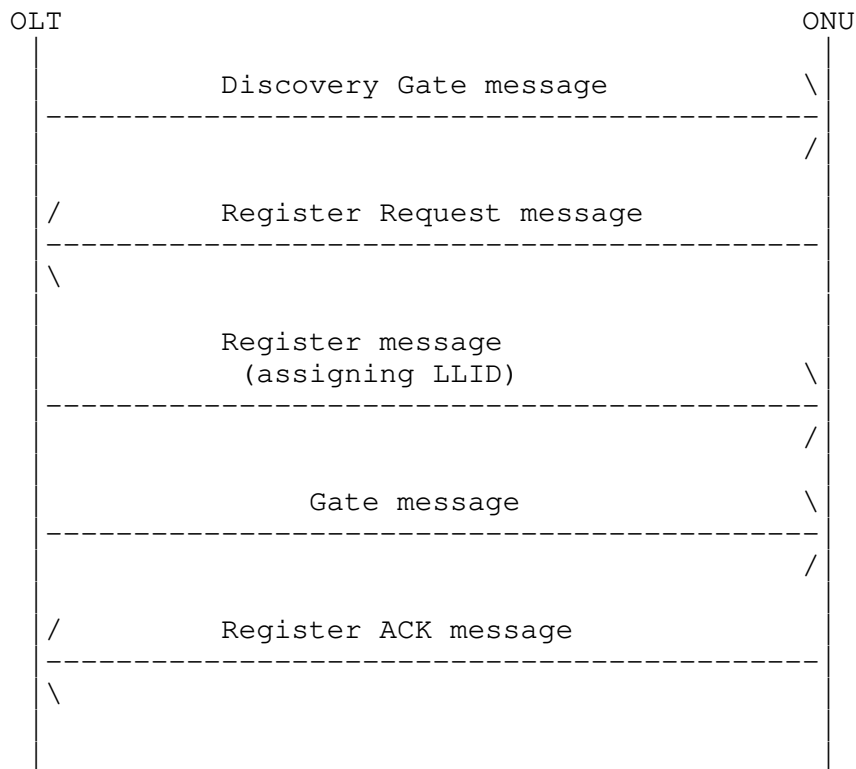 OLT ONU
Discovery Gate message
Register Request message
Register message
(assigning LLID)
Gate message
Register ACK message